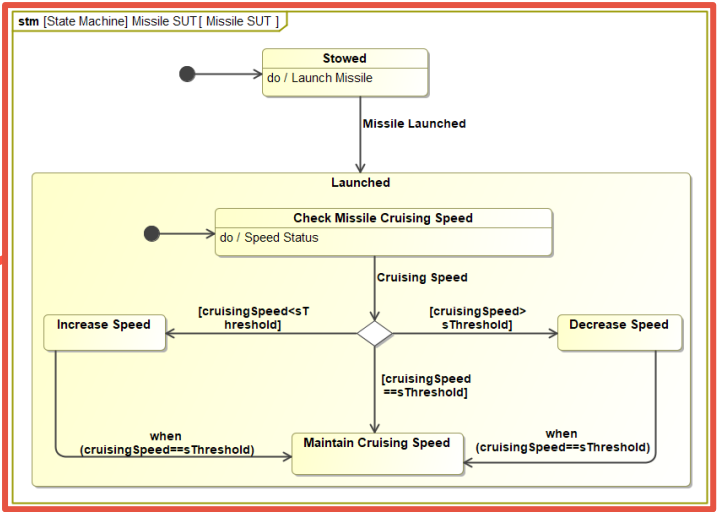 stm [State Machine] Missile SUT[ Missile SUT ]
Stowed
do / Launch Missile
Missile Launched
Launched
Check Missile Cruising Speed
do / Speed Status
Cruising Speed
[cruisingSpeed<sT
hreshold]
[cruisingSpeed>
sThreshold]
Increase Speed
Decrease Speed
[cruisingSpeed
==sThreshold]
when
(cruisingSpeed==sThreshold)
Maintain Cruising Speed
when
(cruisingSpeed==sThreshold)